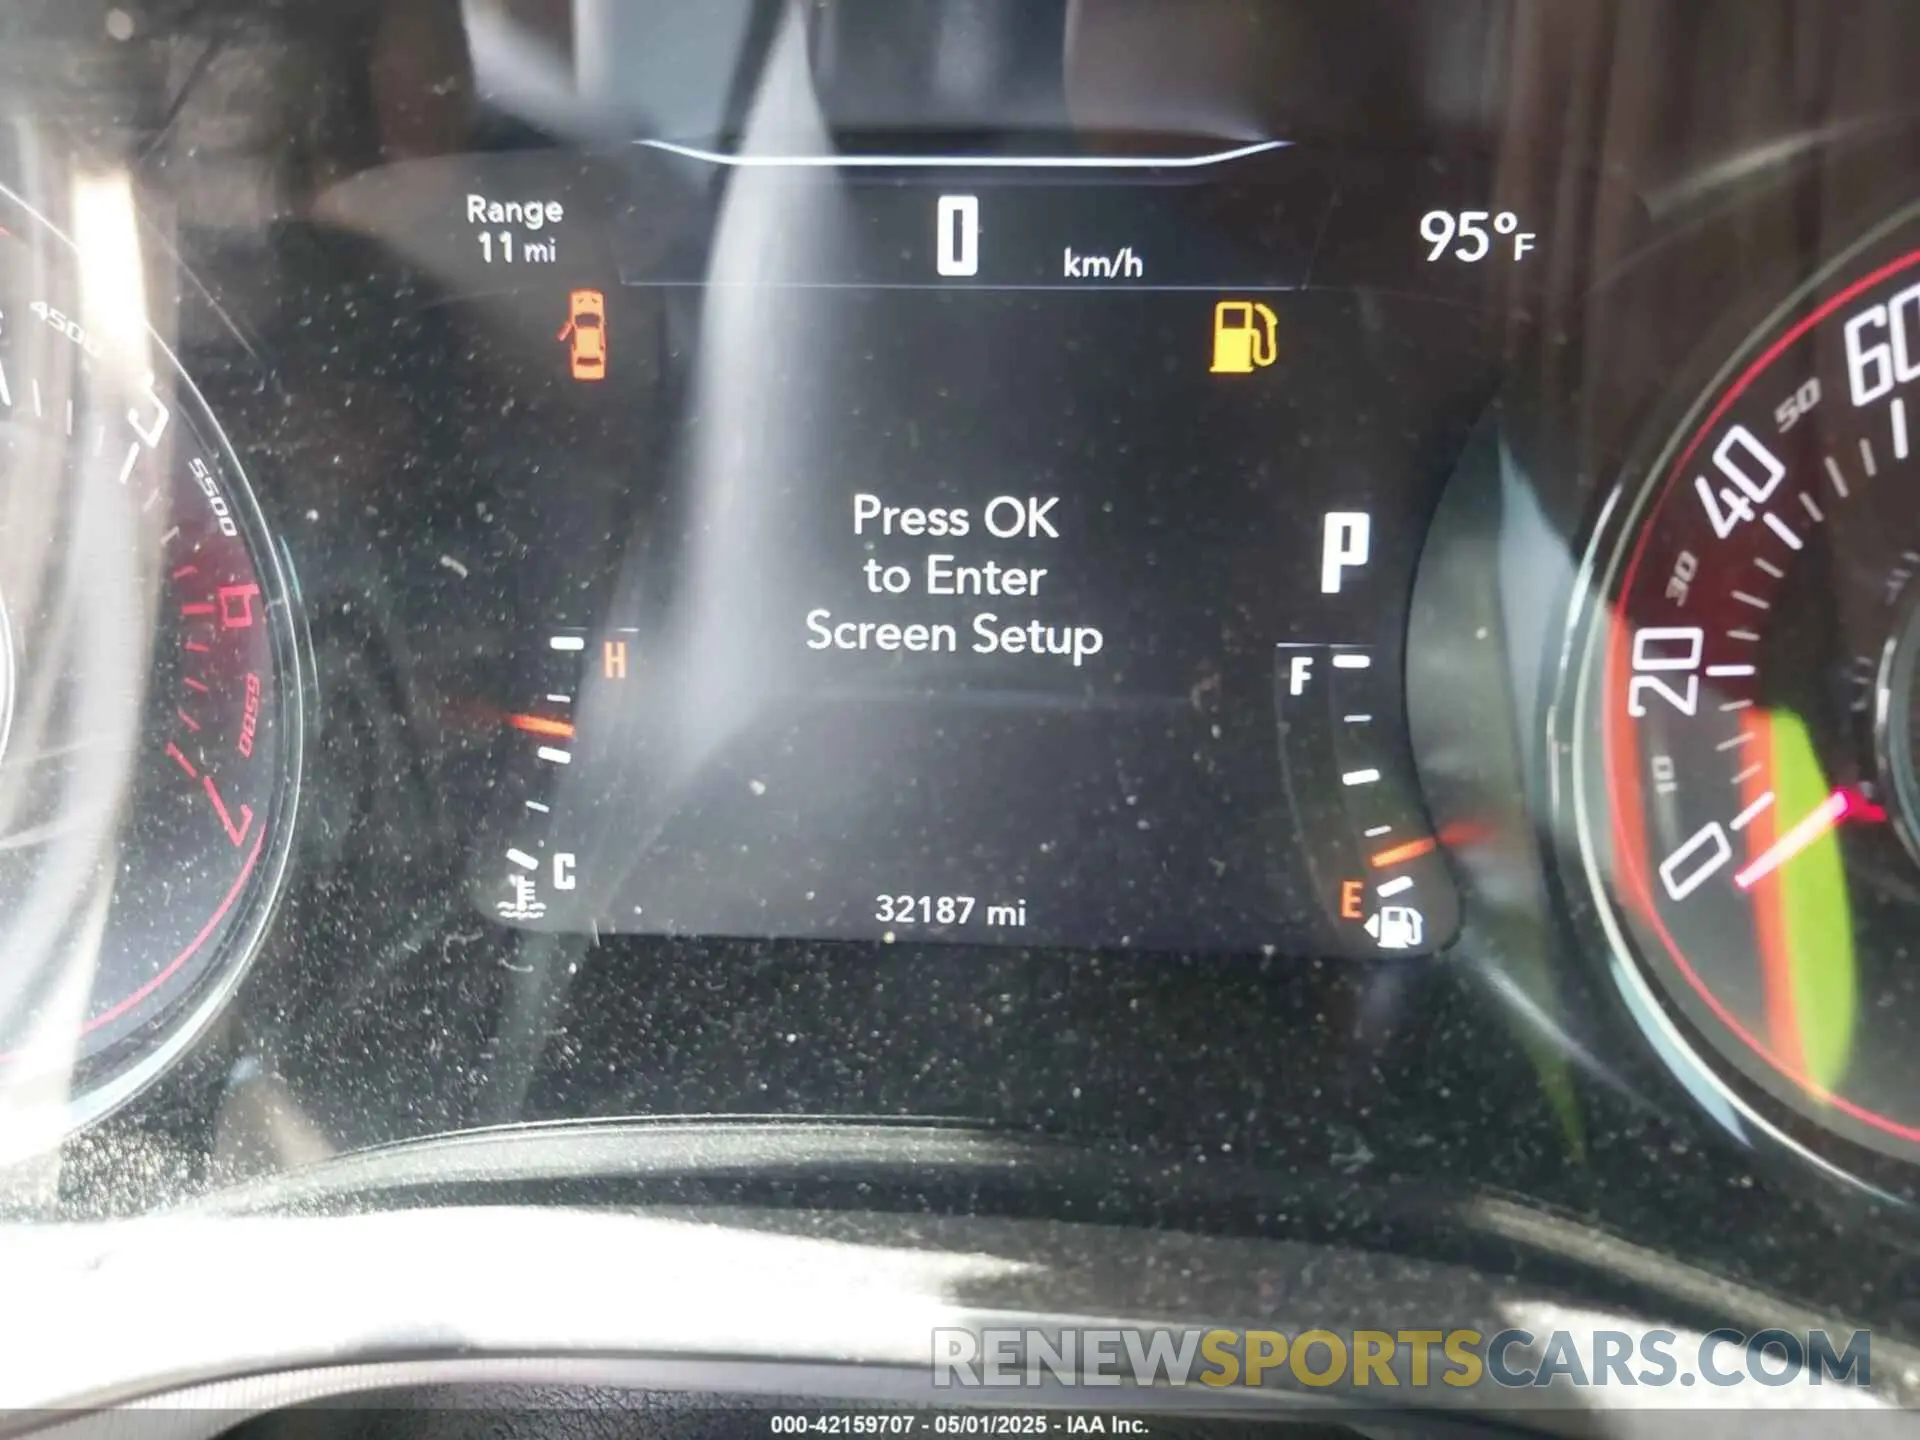 Range
11 mi
0 km/h
95°F
4500
5
5500
6
6500
7
Press OK
to Enter
Screen Setup
P
H
C
F
E
32187 mi
60
50
40
30
20
10
0
RENEWSPORTSCARS.COM
000-42159707 - 05/01/2025 - IAA Inc.